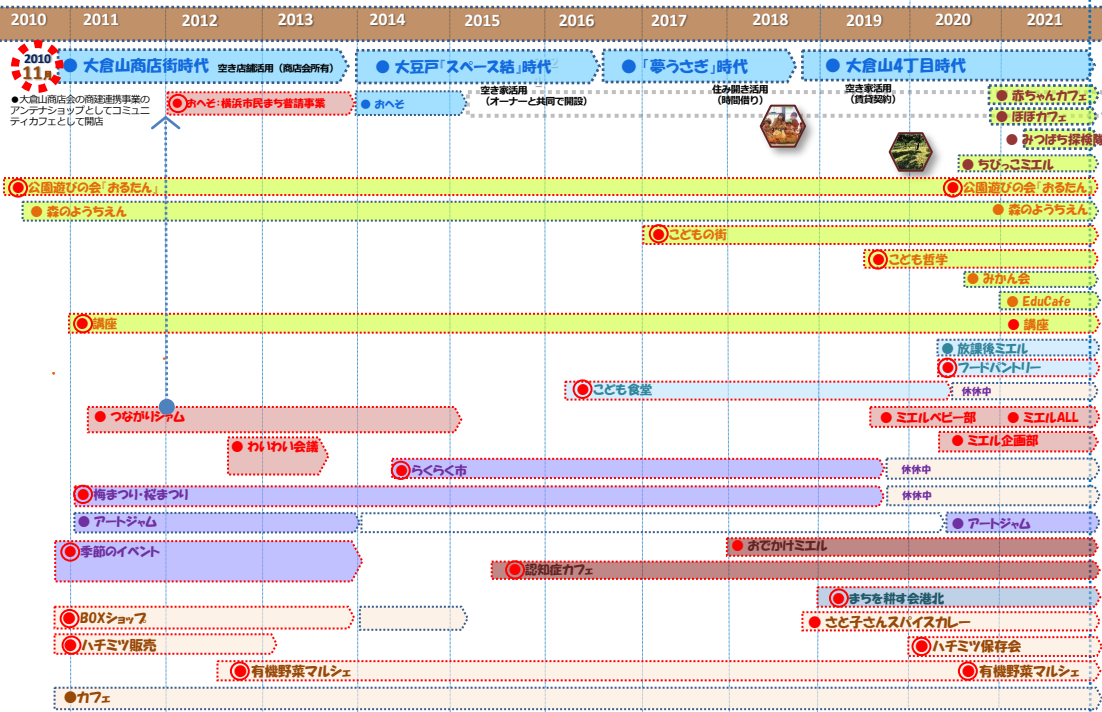 2010 2011 2012 2013 2014 2015 2016 2017 2018 2019 2020 2021
2010
11月
大倉山商店街時代 空き店舗活用（商店会所有）
大豆戸「スペース結」時代
「夢うさぎ」時代
大倉山4丁目時代
●大倉山商店会の商建連携事業の
アンテナショップとしてコミュニ
ティカフェとして開店
おへそ：横浜市民まち普請事業
おへそ
空き家活用
（オーナーと共同で開設）
住み開き活用
（時間借り）
空き家活用
（賃貸契約）
赤ちゃんカフェ
ぽぽカフェ
みつばち探検隊
ちびっこミエル
公園遊びの会「おるたん」
公園遊びの会「おるたん」
森のようちえん
森のようちえん
こどもの街
こども哲学
みかん会
EduCafe
講座
講座
放課後ミエル
フードパントリー
こども食堂
休休中
つながりジャム
ミエルベビー部
ミエルALL
わいわい会議
ミエル企画部
らくらく市
休休中
梅まつり・桜まつり
休休中
アートジャム
アートジャム
季節のイベント
おでかけミエル
認知症カフェ
まちを耕す会港北
BOXショップ
さと子さんスパイスカレー
ハチミツ販売
ハチミツ保存会
有機野菜マルシェ
有機野菜マルシェ
カフェ